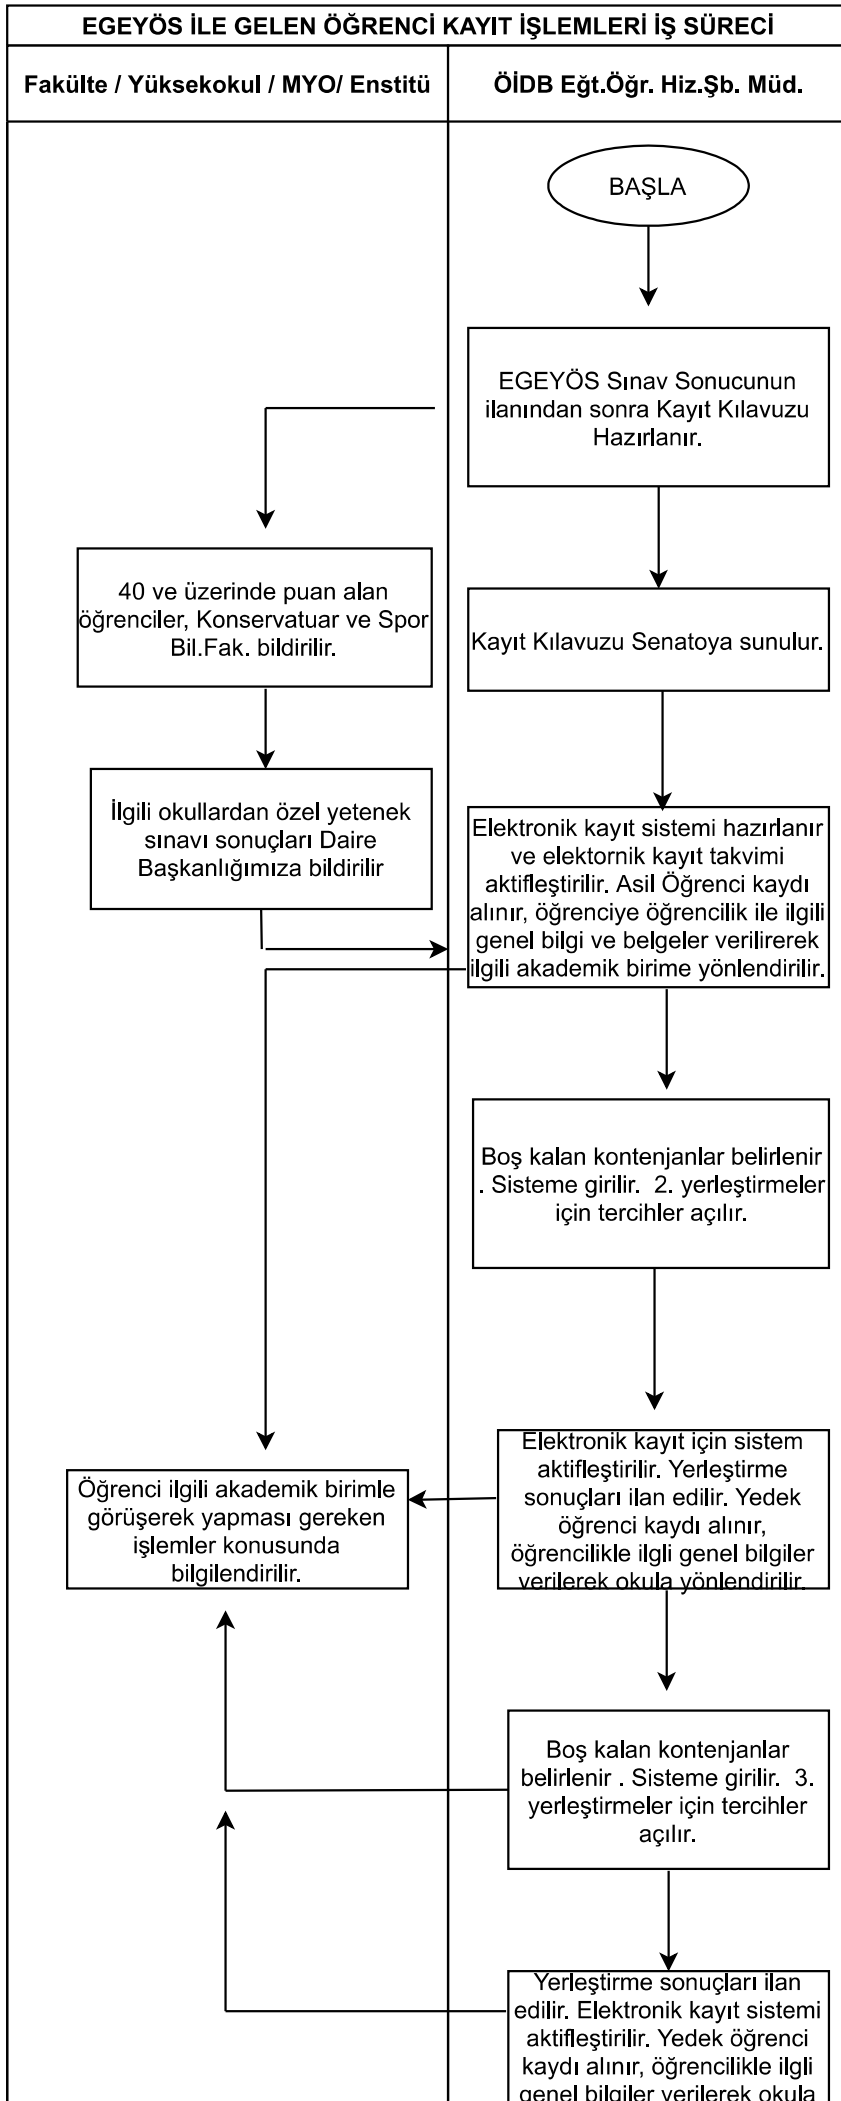 EGEYÖS İLE GELEN ÖĞRENCİ KAYIT İŞLEMLERİ İŞ SÜRECİ
Fakülte / Yüksekokul / MYO/ Enstitü
ÖİDB Eğt.Öğr. Hiz.Şb. Müd.
BAŞLA
EGEYÖS Sınav Sonucunun
ilanından sonra Kayıt Kılavuzu
Hazırlanır.
40 ve üzerinde puan alan
öğrenciler, Konservatuar ve Spor
Bil.Fak. bildirilir.
Kayıt Kılavuzu Senatoya sunulur.
İlgili okullardan özel yetenek
sınavı sonuçları Daire
Başkanlığımıza bildirilir
Elektronik kayıt sistemi hazırlanır
ve elektornik kayıt takvimi
aktifleştirilir. Asil Öğrenci kaydı
alınır, öğrenciye öğrencilik ile ilgili
genel bilgi ve belgeler verilirerek
ilgili akademik birime yönlendirilir.
Boş kalan kontenjanlar belirlenir
. Sisteme girilir. 2. yerleştirmeler
için tercihler açılır.
Elektronik kayıt için sistem
aktifleştirilir. Yerleştirme
sonuçları ilan edilir. Yedek
öğrenci kaydı alınır,
öğrencilikle ilgli genel bilgiler
verilerek okula yönlendirilir.
Öğrenci ilgili akademik birimle
görüşerek yapması gereken
işlemler konusunda
bilgilendirilir.
Boş kalan kontenjanlar
belirlenir . Sisteme girilir. 3.
yerleştirmeler için tercihler
açılır.
Yerleştirme sonuçları ilan
edilir. Elektronik kayıt sistemi
aktifleştirilir. Yedek öğrenci
kaydı alınır, öğrencilikle ilgli
genel bilgiler verilerek okula